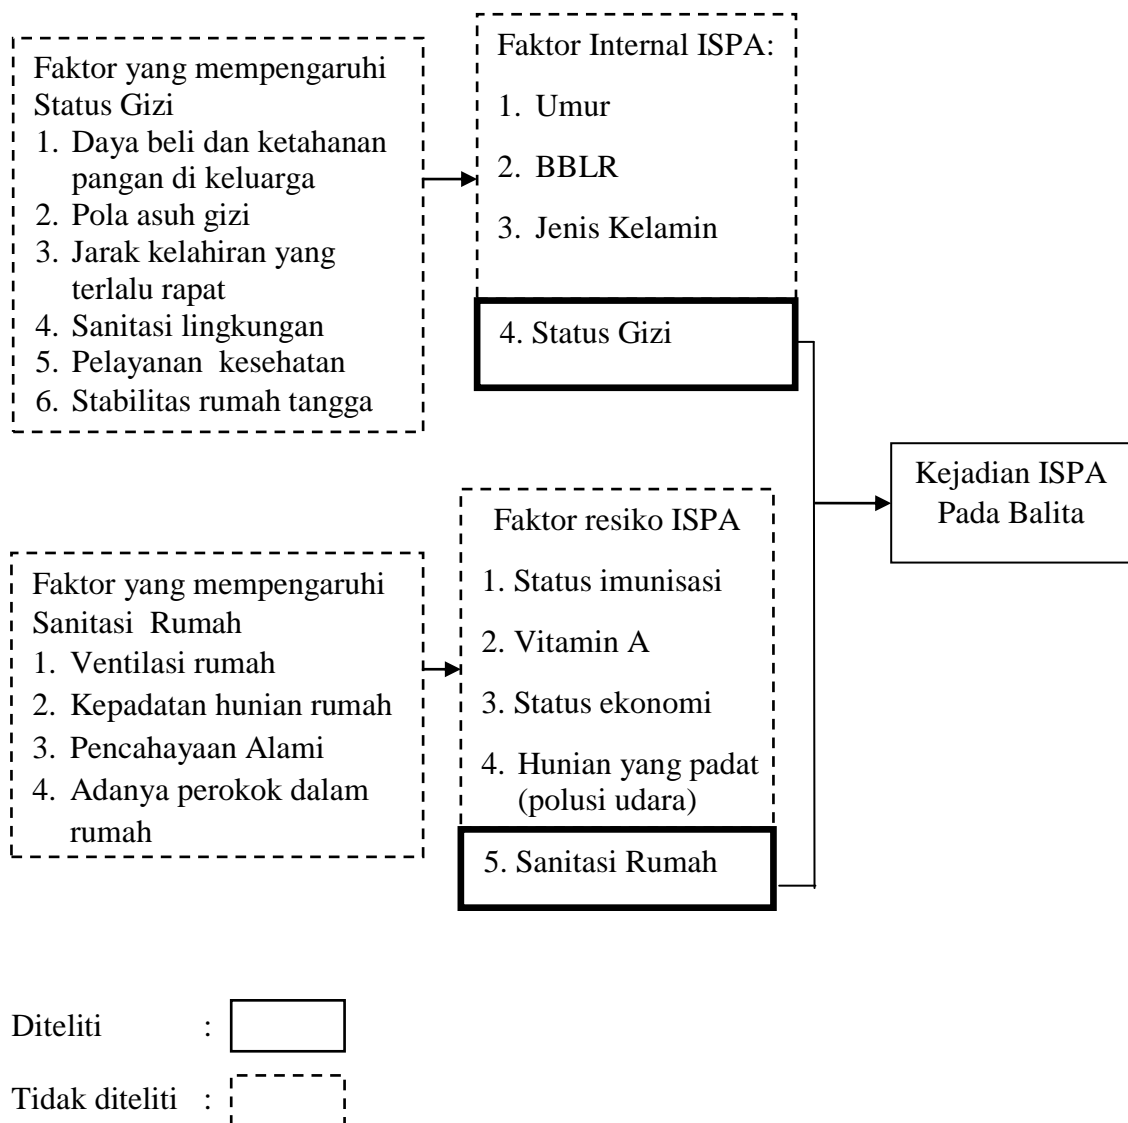 Faktor yang mempengaruhi
Status Gizi
1. Daya beli dan ketahanan
pangan di keluarga
2. Pola asuh gizi
3. Jarak kelahiran yang
terlalu rapat
4. Sanitasi lingkungan
5. Pelayanan kesehatan
6. Stabilitas rumah tangga
Faktor Internal ISPA:
1. Umur
2. BBLR
3. Jenis Kelamin
4. Status Gizi
Kejadian ISPA
Pada Balita
Faktor yang mempengaruhi
Sanitasi Rumah
1. Ventilasi rumah
2. Kepadatan hunian rumah
3. Pencahayaan Alami
4. Adanya perokok dalam
rumah
Faktor resiko ISPA
1. Status imunisasi
2. Vitamin A
3. Status ekonomi
4. Hunian yang padat
(polusi udara)
5. Sanitasi Rumah
Diteliti :
Tidak diteliti :